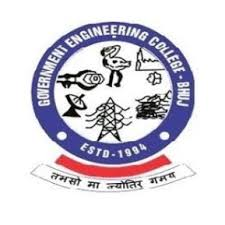 GOVERNMENT ENGINEERING COLLEGE - BHUJ
ESTD-1994
तमसो मा ज्योतिर गमय